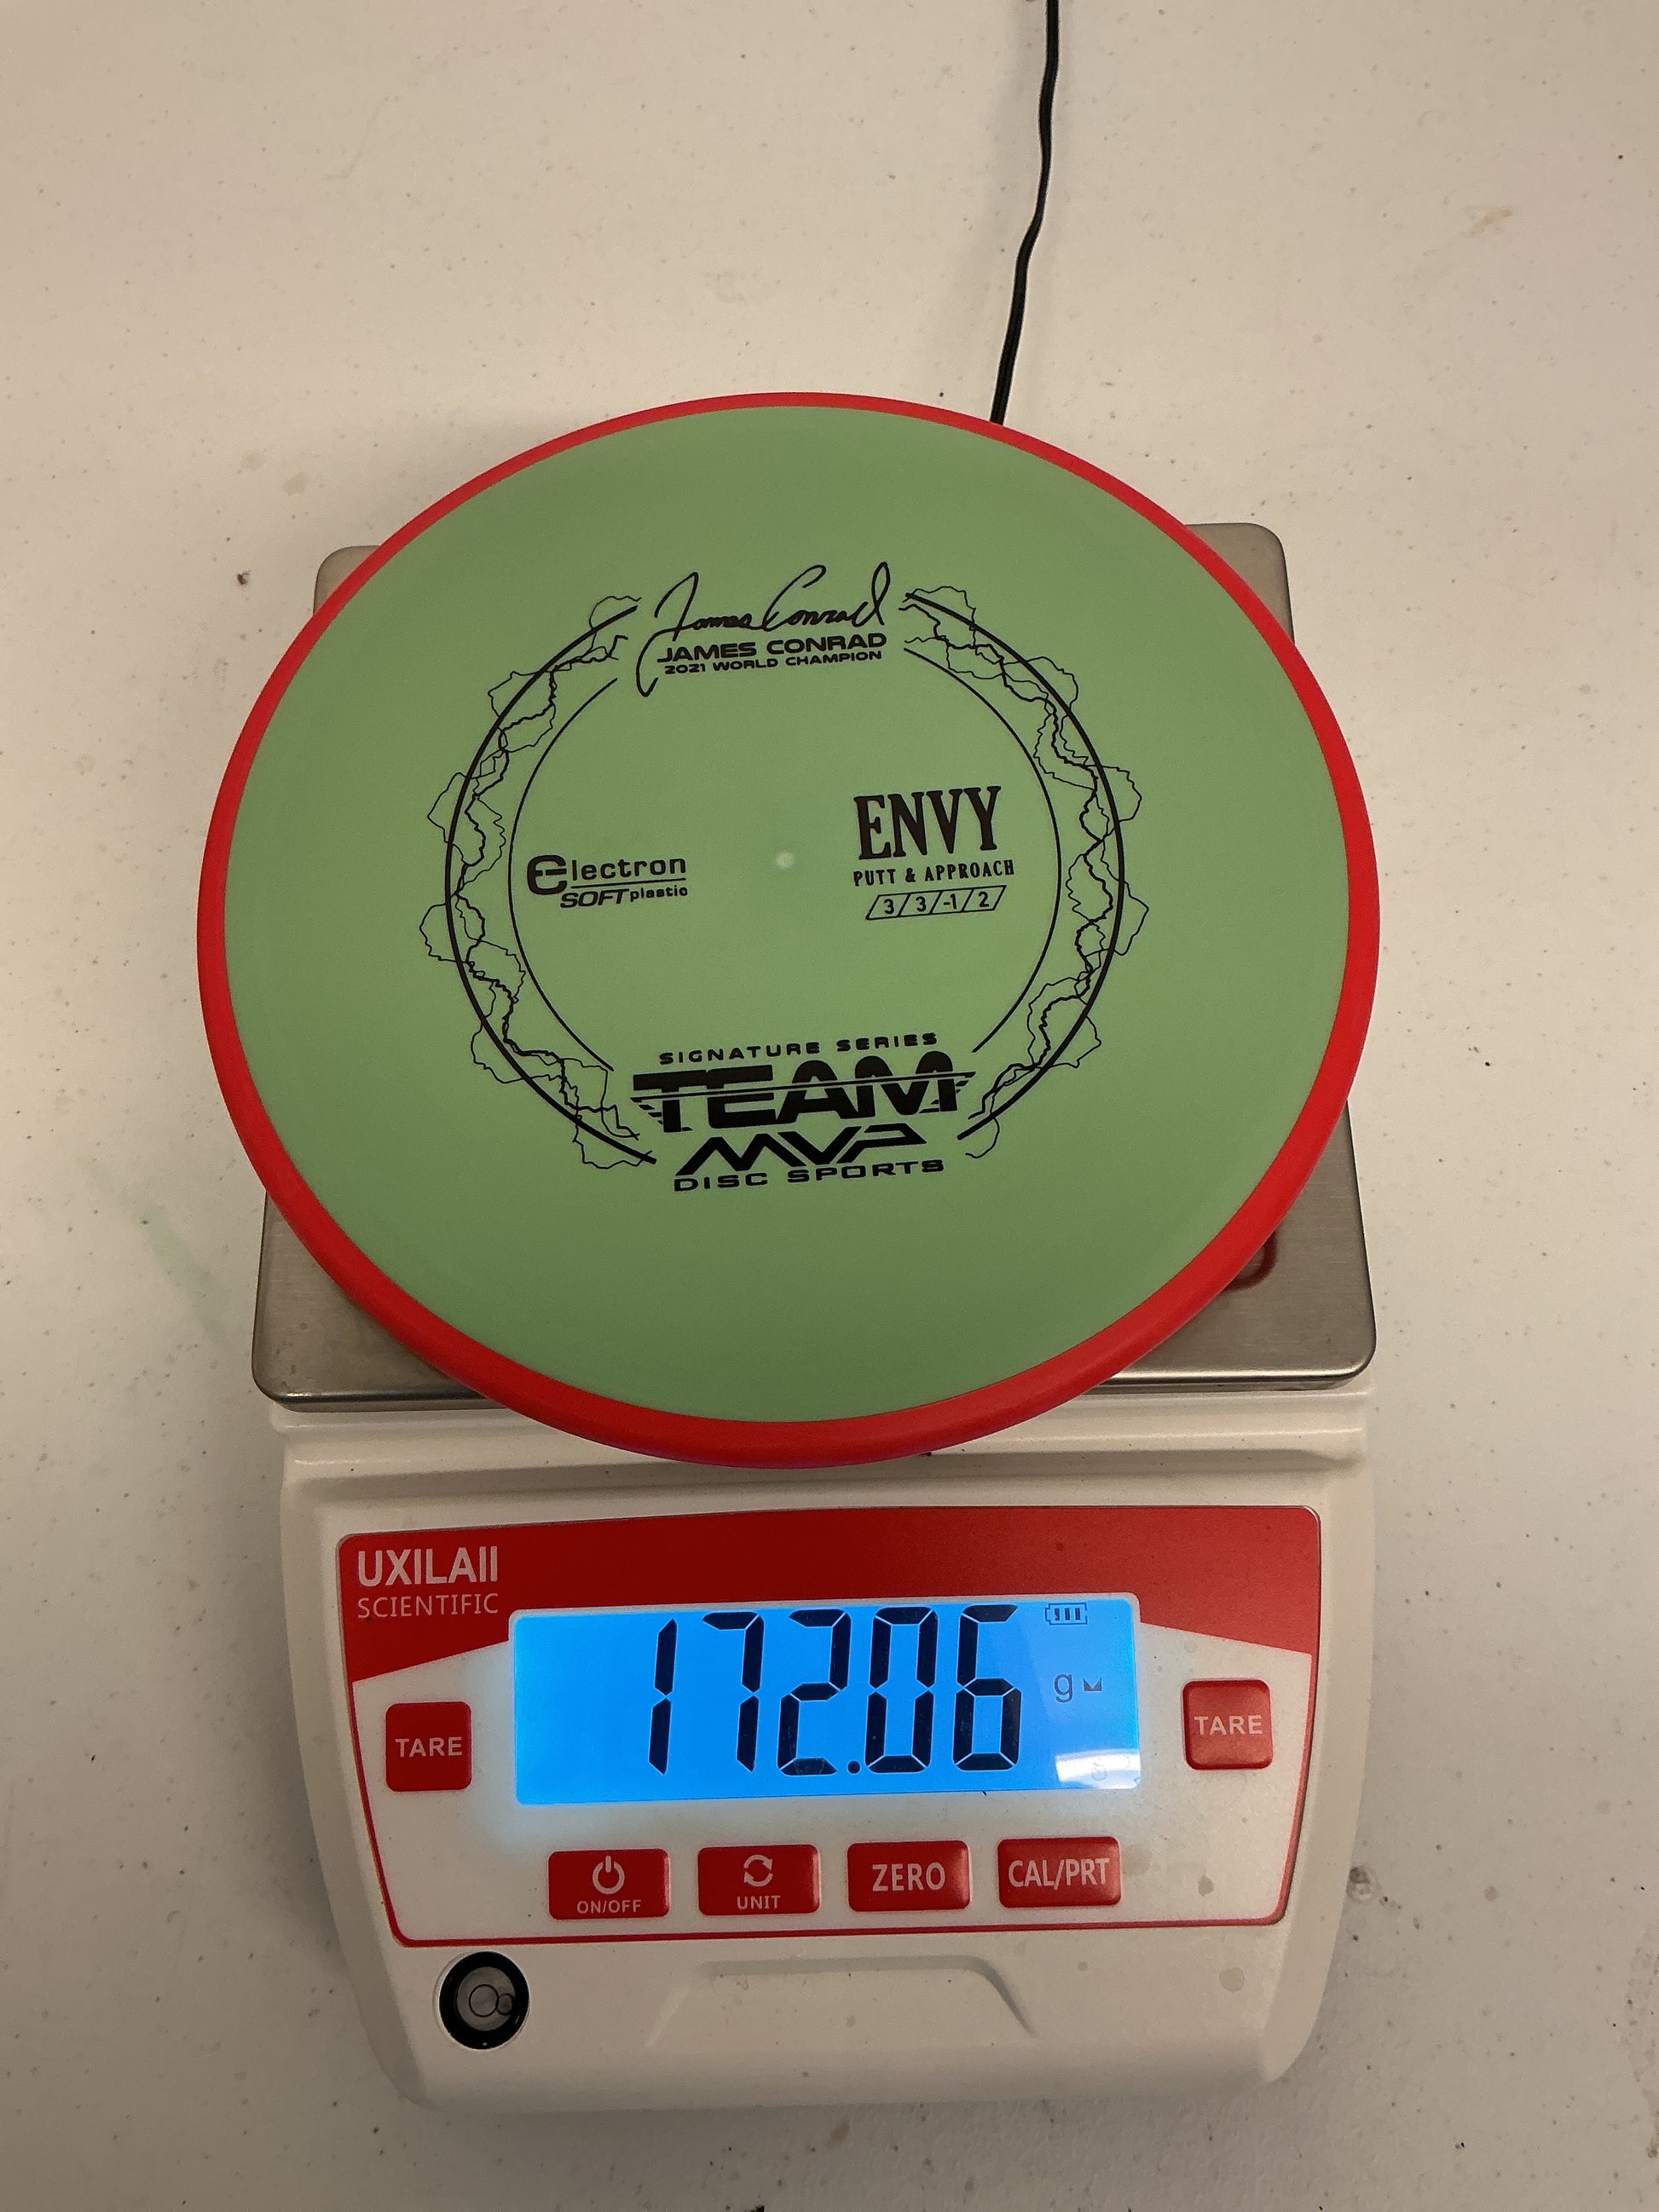 James Conrad
JAMES CONRAD
2021 WORLD CHAMPION
ENVY
PUTT & APPROACH
3/3/-1/2
Electron
SOFT plastic
SIGNATURE SERIES
TEAM
MVP
DISC SPORTS
UXILAII
SCIENTIFIC
172.06
g
TARE
TARE
ON/OFF
UNIT
ZERO
CAL/PRT